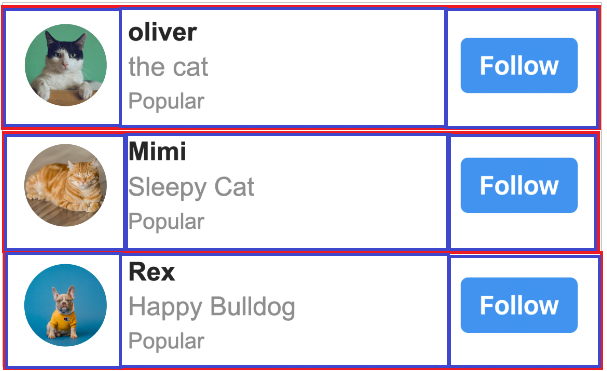 oliver
the cat
Popular
Follow
Mimi
Sleepy Cat
Popular
Follow
Rex
Happy Bulldog
Popular
Follow